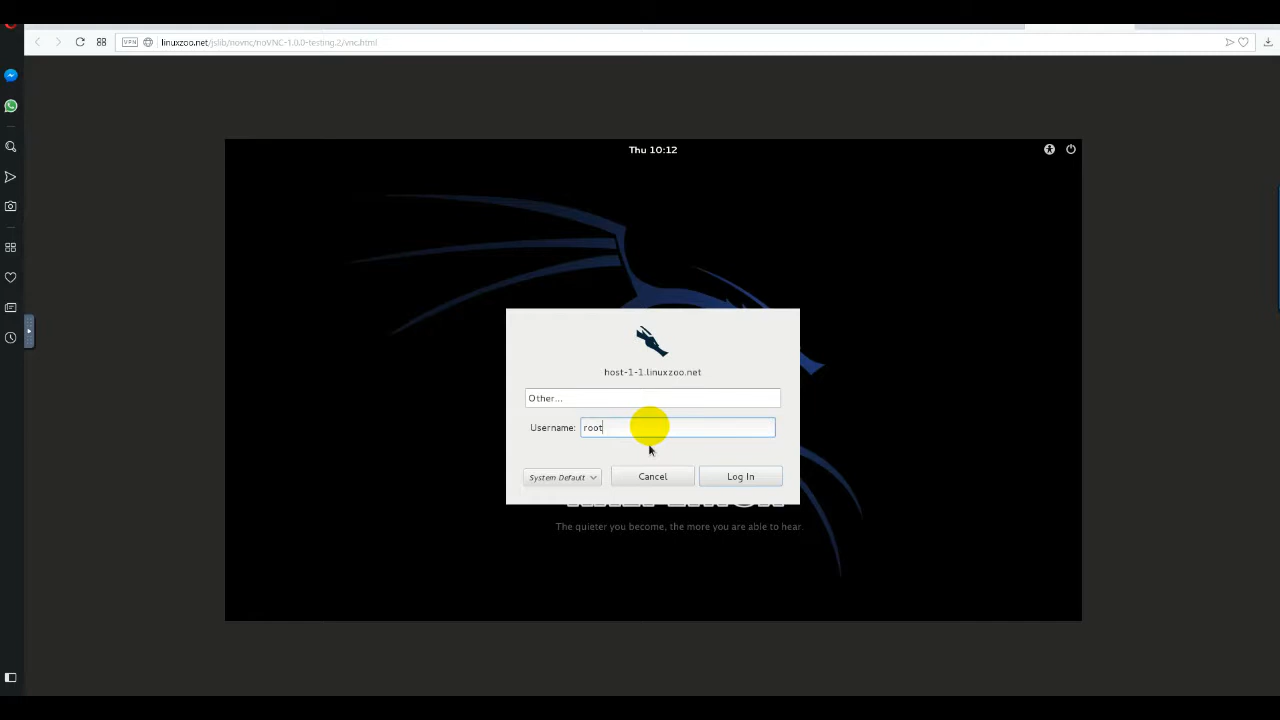 VPN linuxzoo.net/jslib/novnc/noVNC-1.0.0-testing.2/vnc.html
Thu 10:12
host-1-1.linuxzoo.net
Other...
Username: root
System Default Cancel Log In
The quieter you become, the more you are able to hear.